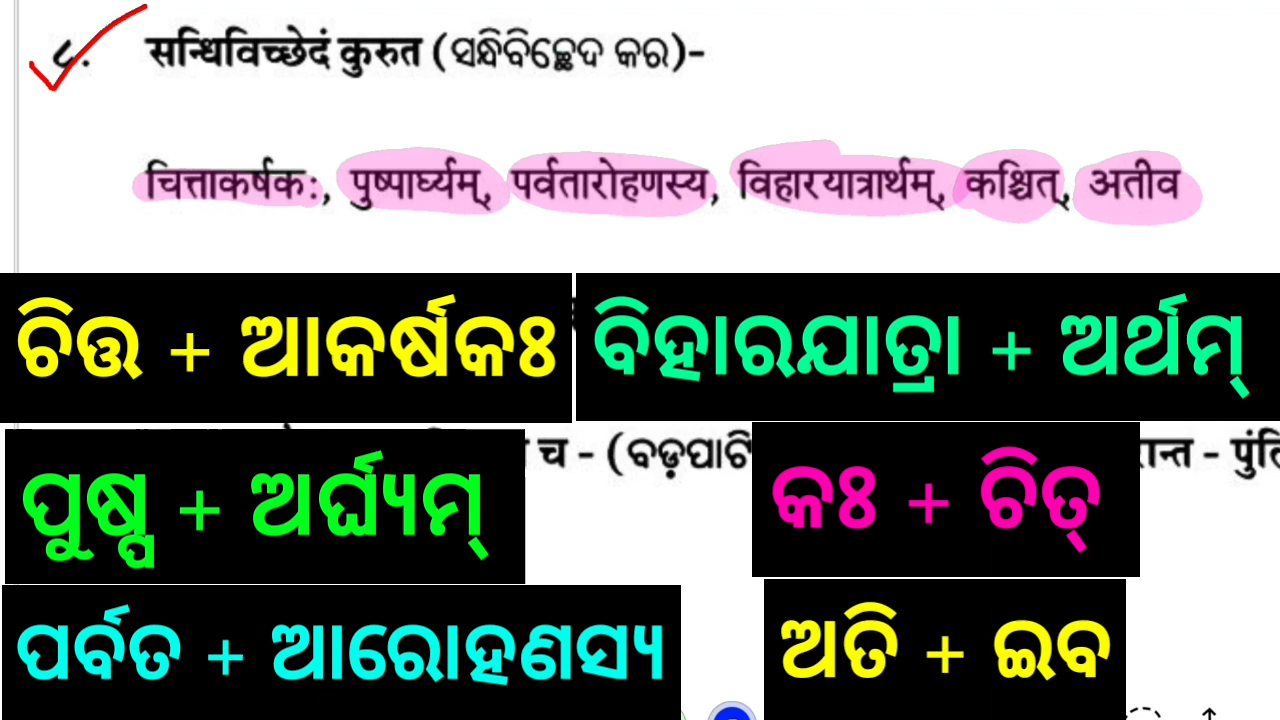 ८. सन्धिविच्छेदं कुरुत (ସନ୍ଧିବିଚ୍ଛେଦ କର)-
चित्ताकर्षकः, पुष्पार्घ्यम्, पर्वतारोहणस्य, विहारयात्रार्थम्, कश्चित्, अतीव
ଚିତ୍ତ + ଆକର୍ଷକଃ
ବିହାରଯାତ୍ରା + ଅର୍ଥମ୍
च - (ବଡ଼ପାଟି
रान्त -
ପୁଷ୍ପ + ଅର୍ଘ୍ୟମ୍
କଃ + ଚିତ୍
ପର୍ବତ + ଆରୋହଣସ୍ୟ
ଅତି + ଇବ